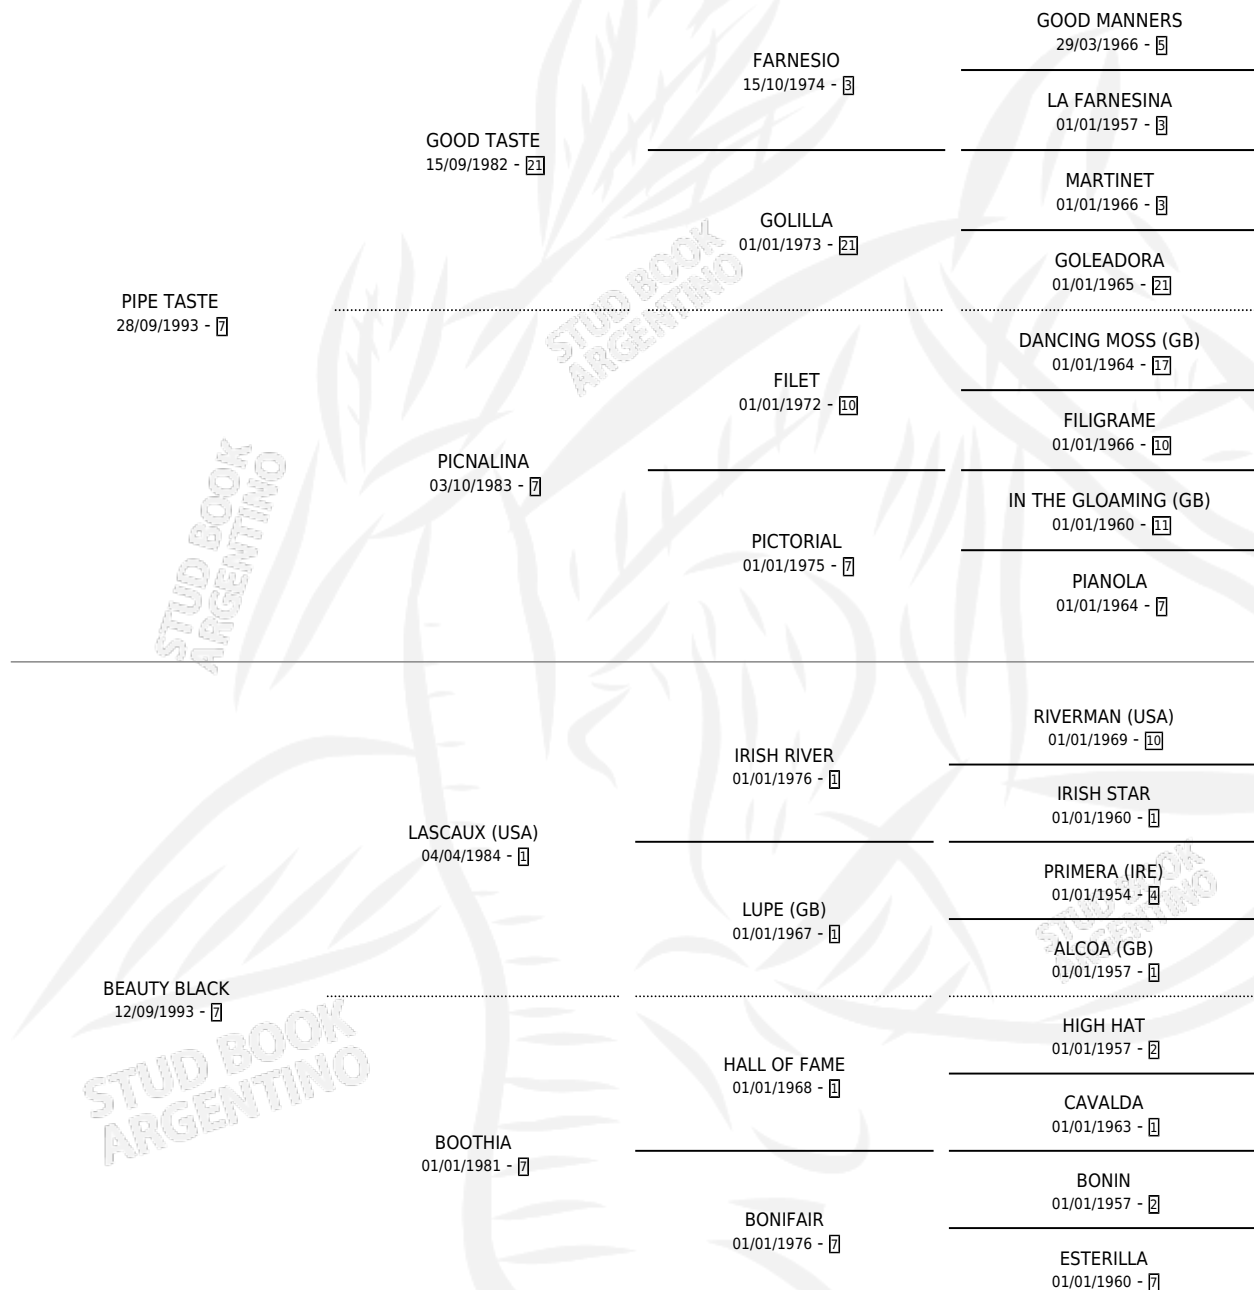 GOOD MANNERS
29/03/1966 - 5
FARNESIO
15/10/1974 - 3
LA FARNESINA
01/01/1957 - 3
GOOD TASTE
15/09/1982 - 21
MARTINET
01/01/1966 - 3
GOLILLA
01/01/1973 - 21
GOLEADORA
01/01/1965 - 21
PIPE TASTE
28/09/1993 - 7
DANCING MOSS (GB)
01/01/1964 - 17
FILET
01/01/1972 - 10
FILIGRAME
01/01/1966 - 10
PICNALINA
03/10/1983 - 7
IN THE GLOAMING (GB)
01/01/1960 - 11
PICTORIAL
01/01/1975 - 7
PIANOLA
01/01/1964 - 7
STUD BOOK
ARGENTINO
STUD BOOK
ARGENTINO
RIVERMAN (USA)
01/01/1969 - 10
IRISH RIVER
01/01/1976 - 1
IRISH STAR
01/01/1960 - 1
LASCAUX (USA)
04/04/1984 - 1
PRIMERA (IRE)
01/01/1954 - 4
LUPE (GB)
01/01/1967 - 1
ALCOA (GB)
01/01/1957 - 1
BEAUTY BLACK
12/09/1993 - 7
HIGH HAT
01/01/1957 - 2
HALL OF FAME
01/01/1968 - 1
CAVALDA
01/01/1963 - 1
BOOTHIA
01/01/1981 - 7
BONIN
01/01/1957 - 2
BONIFAIR
01/01/1976 - 7
ESTERILLA
01/01/1960 - 7
STUD BOOK
ARGENTINO
STUD BOOK
ARGENTINO